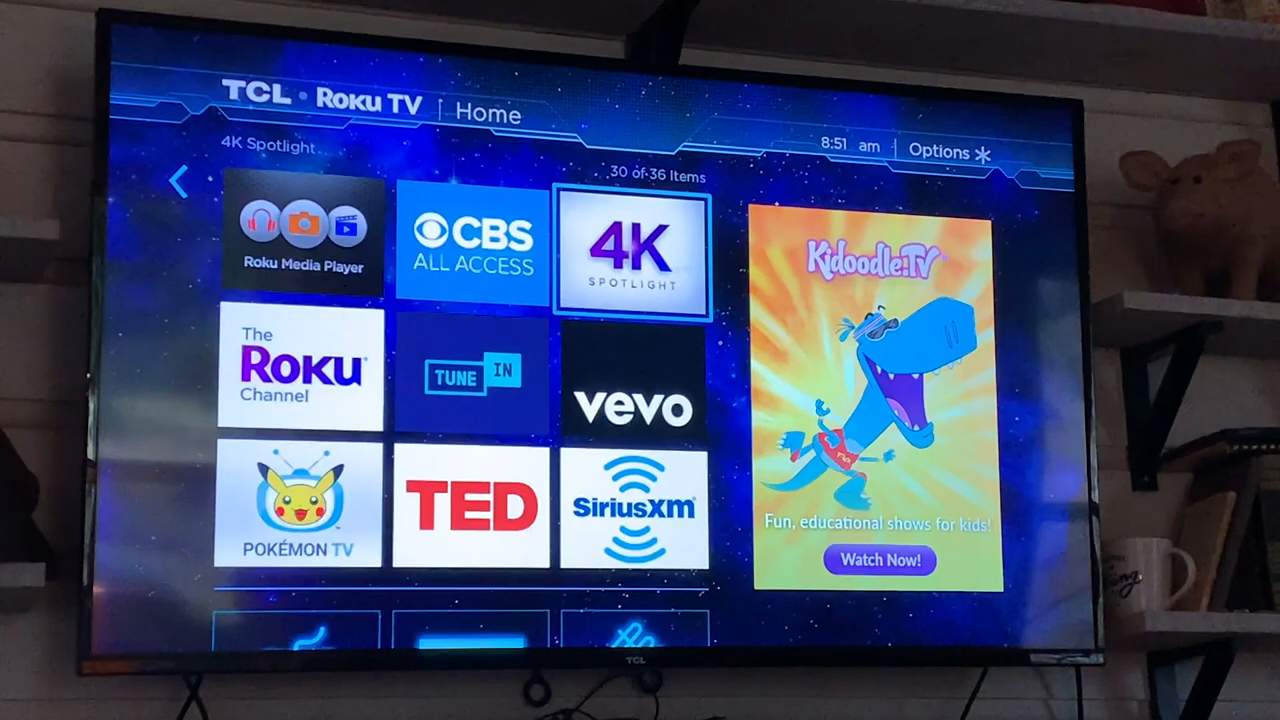 TCL • Roku TV | Home
8:51 am | Options
4K Spotlight
30 of 36 Items
Roku Media Player
CBS
ALL ACCESS
4K
SPOTLIGHT
The
Roku
Channel
TUNE IN
vevo
POKÉMON TV
TED
SiriusXm
Kidoodle.TV
Fun, educational shows for kids!
Watch Now!
TCL